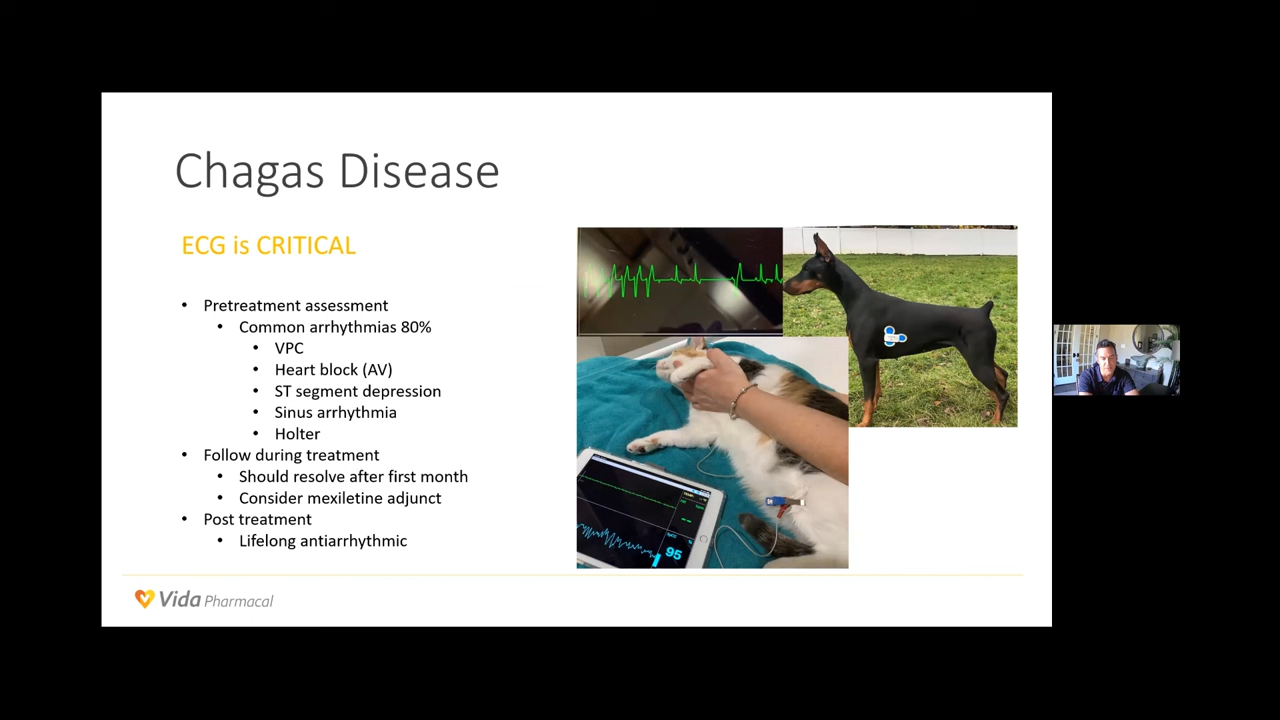 Chagas Disease
ECG is CRITICAL
• Pretreatment assessment
• Common arrhythmias 80%
• VPC
• Heart block (AV)
• ST segment depression
• Sinus arrhythmia
• Holter
• Follow during treatment
• Should resolve after first month
• Consider mexiletine adjunct
• Post treatment
• Lifelong antiarrhythmic
95
Vida Pharmacal